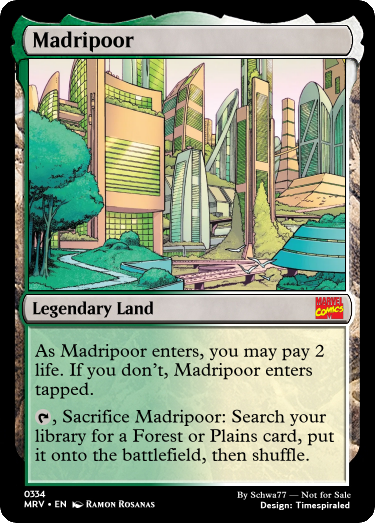 Madripoor
Legendary Land
MARVEL
COMICS
As Madripoor enters, you may pay 2
life. If you don't, Madripoor enters
tapped.
, Sacrifice Madripoor: Search your
library for a Forest or Plains card, put
it onto the battlefield, then shuffle.
0334
MRV • EN Ramon Rosanas
By Schwa77 — Not for Sale
Design: Timespiraled